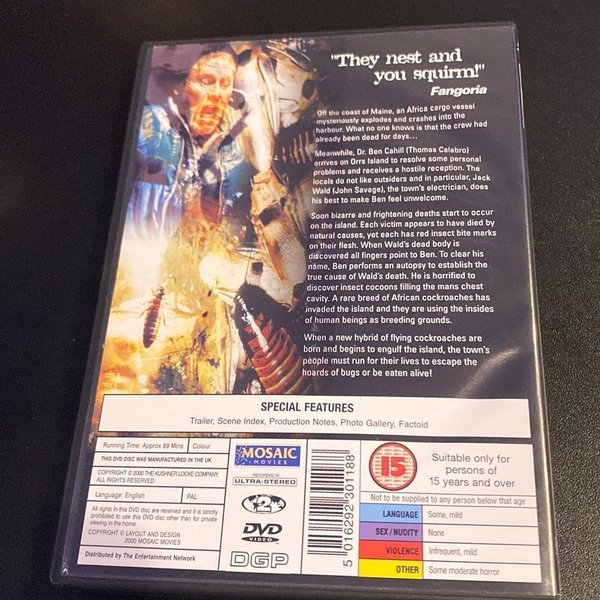 "They nest and
you squirm!"
Fangoria
Off the coast of Maine, an Africa cargo vessel
mysteriously explodes and crashes into the
harbour. What no one knows is that the crew had
already been dead for days...
Meanwhile, Dr. Ben Cahill (Thomas Calabro)
arrives on Orrs Island to resolve some personal
problems and receives a hostile reception. The
locals do not like outsiders and in particular, Jack
Wald (John Savage), the town's electrician, does
his best to make Ben feel unwelcome.
Soon bizarre and frightening deaths start to occur
on the island. Each victim appears to have died by
natural causes, yet each has red insect bite marks
on their flesh. When Wald's dead body is
discovered all fingers point to Ben. To clear his
name, Ben performs an autopsy to establish the
true cause of Wald's death. He is horrified to
discover insect cocoons filling the mans chest
cavity. A rare breed of African cockroaches has
invaded the island and they are using the insides
of human beings as breeding grounds.
When a new hybrid of flying cockroaches are
born and begins to engulf the island, the town's
people must run for their lives to escape the
hoards of bugs or be eaten alive!
SPECIAL FEATURES
Trailer, Scene Index, Production Notes, Photo Gallery, Factoid
Running Time: Approx 89 Mins Colour
THIS DVD DISC WAS MANUFACTURED IN THE UK
COPYRIGHT © 2000 THE KUSHNER LOCKE COMPANY.
ALL RIGHTS RESERVED
Language: English PAL
All rights in this DVD disc are reserved and it is strictly
prohibited to use this DVD disc other than for private
viewing in the home.
COPYRIGHT © LAYOUT AND DESIGN
2000 MOSAIC MOVIES
Distributed by The Entertainment Network
MOSAIC
MOVIES
RECORDED IN
ULTRA-STEREO
2
DVD
VIDEO
DGP
5 016292 301188
15
Suitable only for
persons of
15 years and over
Not to be supplied to any person below that age
LANGUAGE Some, mild
SEX / NUDITY None
VIOLENCE Infrequent, mild
OTHER Some moderate horror